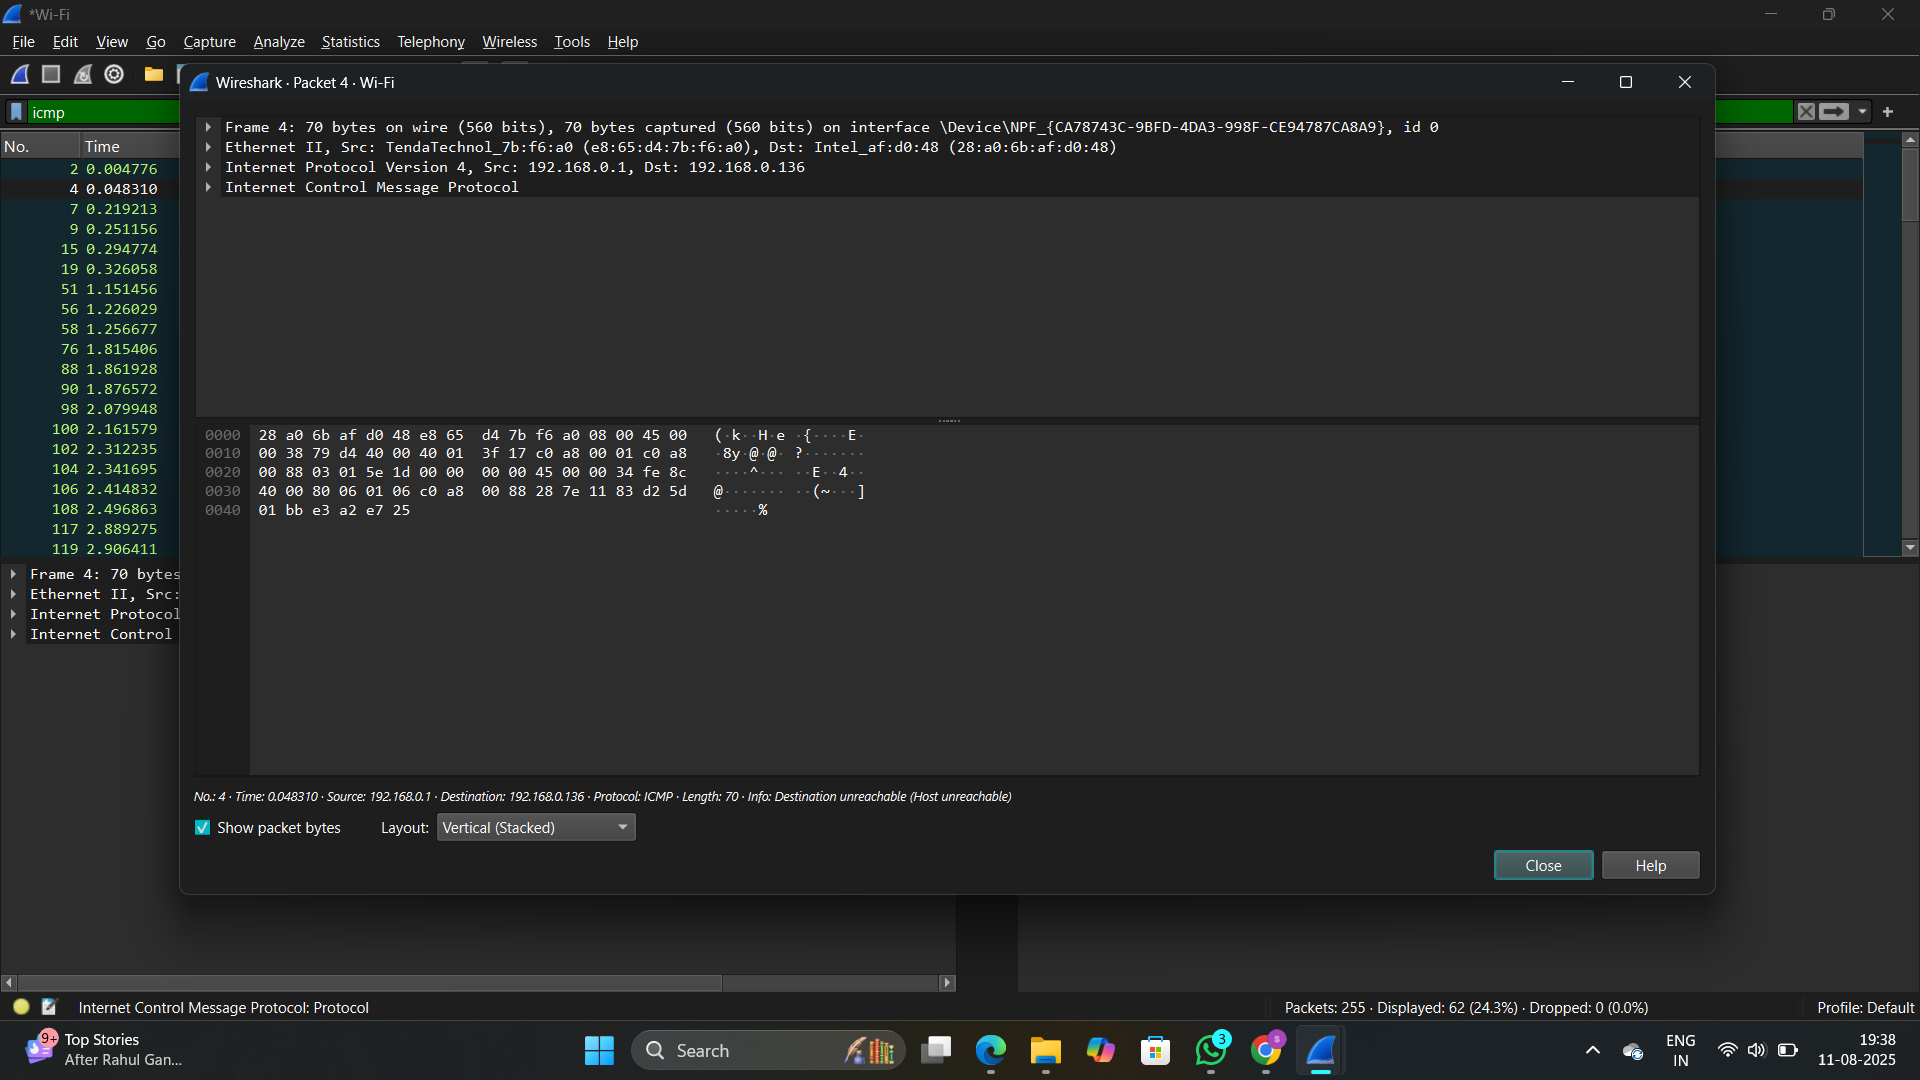 *Wi-Fi
File Edit View Go Capture Analyze Statistics Telephony Wireless Tools Help
Wireshark · Packet 4 · Wi-Fi
icmp
No. Time
2 0.004776
4 0.048310
7 0.219213
9 0.251156
15 0.294774
19 0.326058
51 1.151456
56 1.226029
58 1.256677
76 1.815406
88 1.861928
90 1.876572
98 2.079948
100 2.161579
102 2.312235
104 2.341695
106 2.414832
108 2.496863
117 2.889275
119 2.906411
Frame 4: 70 bytes
Ethernet II, Src:
Internet Protocol
Internet Control
Frame 4: 70 bytes on wire (560 bits), 70 bytes captured (560 bits) on interface \Device\NPF_{CA78743C-9BFD-4DA3-998F-CE94787CA8A9}, id 0
Ethernet II, Src: TendaTechnol_7b:f6:a0 (e8:65:d4:7b:f6:a0), Dst: Intel_af:d0:48 (28:a0:6b:af:d0:48)
Internet Protocol Version 4, Src: 192.168.0.1, Dst: 192.168.0.136
Internet Control Message Protocol
0000 28 a0 6b af d0 48 e8 65 d4 7b f6 a0 08 00 45 00 (·k··H·e ·{····E·
0010 00 38 79 d4 40 00 40 01 3f 17 c0 a8 00 01 c0 a8 ·8y·@·@· ?·······
0020 00 88 03 01 5e 1d 00 00 00 00 45 00 00 34 fe 8c ····^··· ··E··4··
0030 40 00 80 06 01 06 c0 a8 00 88 28 7e 11 83 d2 5d @······· ··(~···]
0040 01 bb e3 a2 e7 25 ·····%
No.: 4 · Time: 0.048310 · Source: 192.168.0.1 · Destination: 192.168.0.136 · Protocol: ICMP · Length: 70 · Info: Destination unreachable (Host unreachable)
Show packet bytes Layout: Vertical (Stacked)
Close Help
Internet Control Message Protocol: Protocol Packets: 255 · Displayed: 62 (24.3%) · Dropped: 0 (0.0%) Profile: Default
9+ Top Stories
After Rahul Gan...
Search
3
s
ENG
IN
19:38
11-08-2025